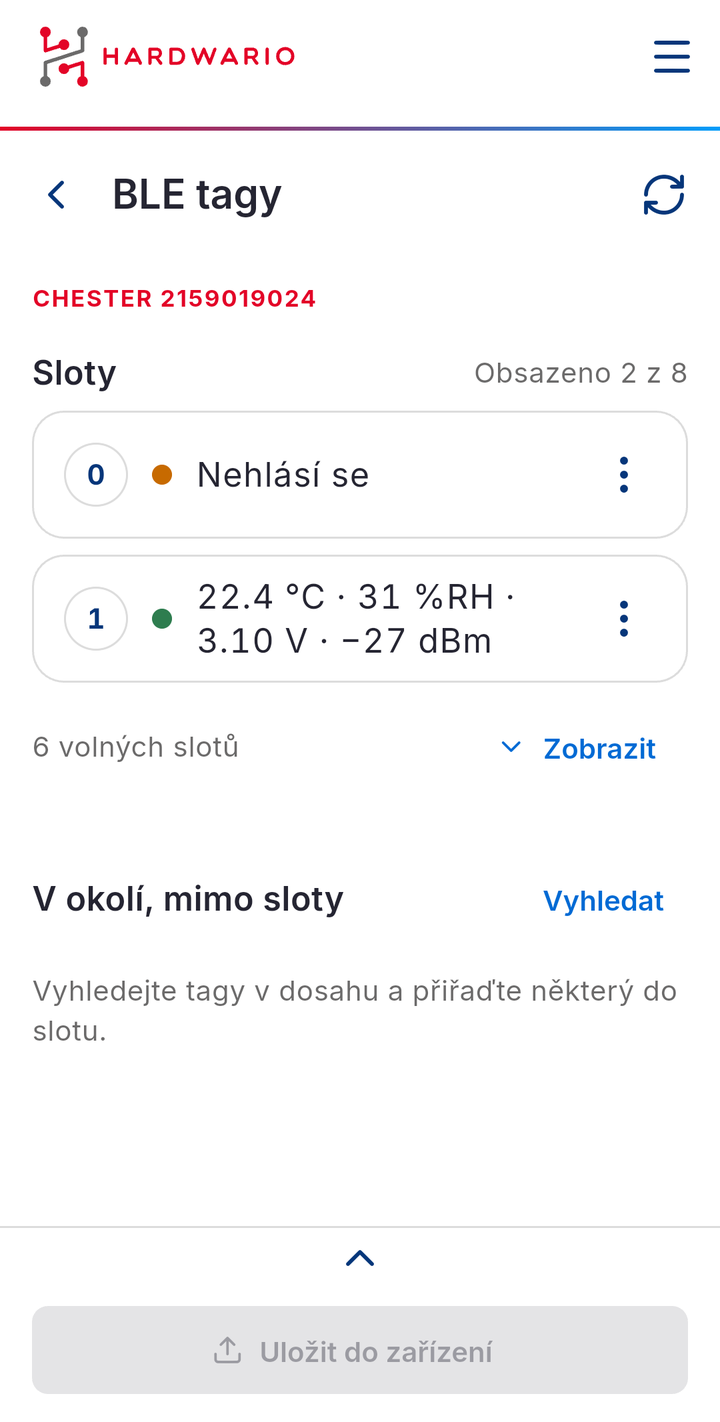 HARDWARIO
BLE tagy
CHESTER 2159019024
Sloty
Obsazeno 2 z 8
0
Nehlásí se
1
22.4 °C · 31 %RH ·
3.10 V · −27 dBm
6 volných slotů
Zobrazit
V okolí, mimo sloty
Vyhledat
Vyhledejte tagy v dosahu a přiřaďte některý do
slotu.
Uložit do zařízení